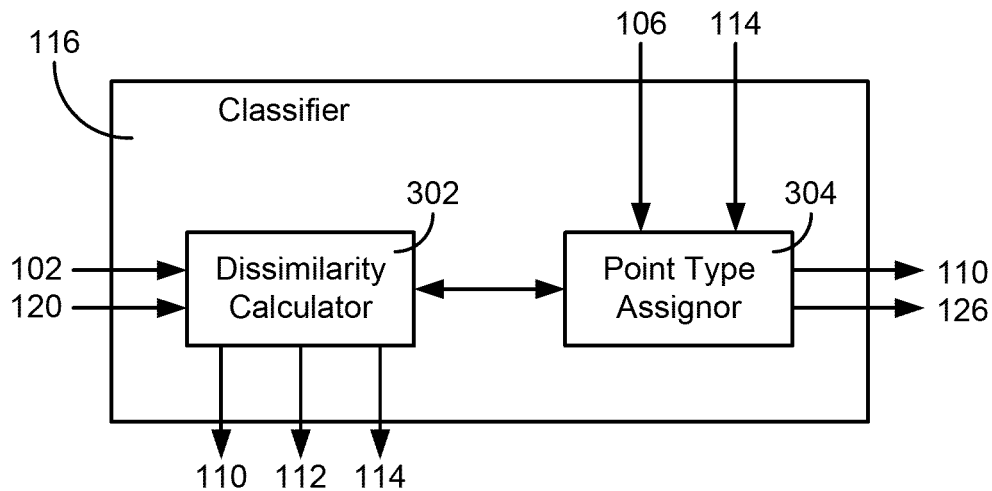 106 114
116
Classifier
302
304
102
120
Dissimilarity
Calculator
Point Type
Assignor
110
126
110 112 114